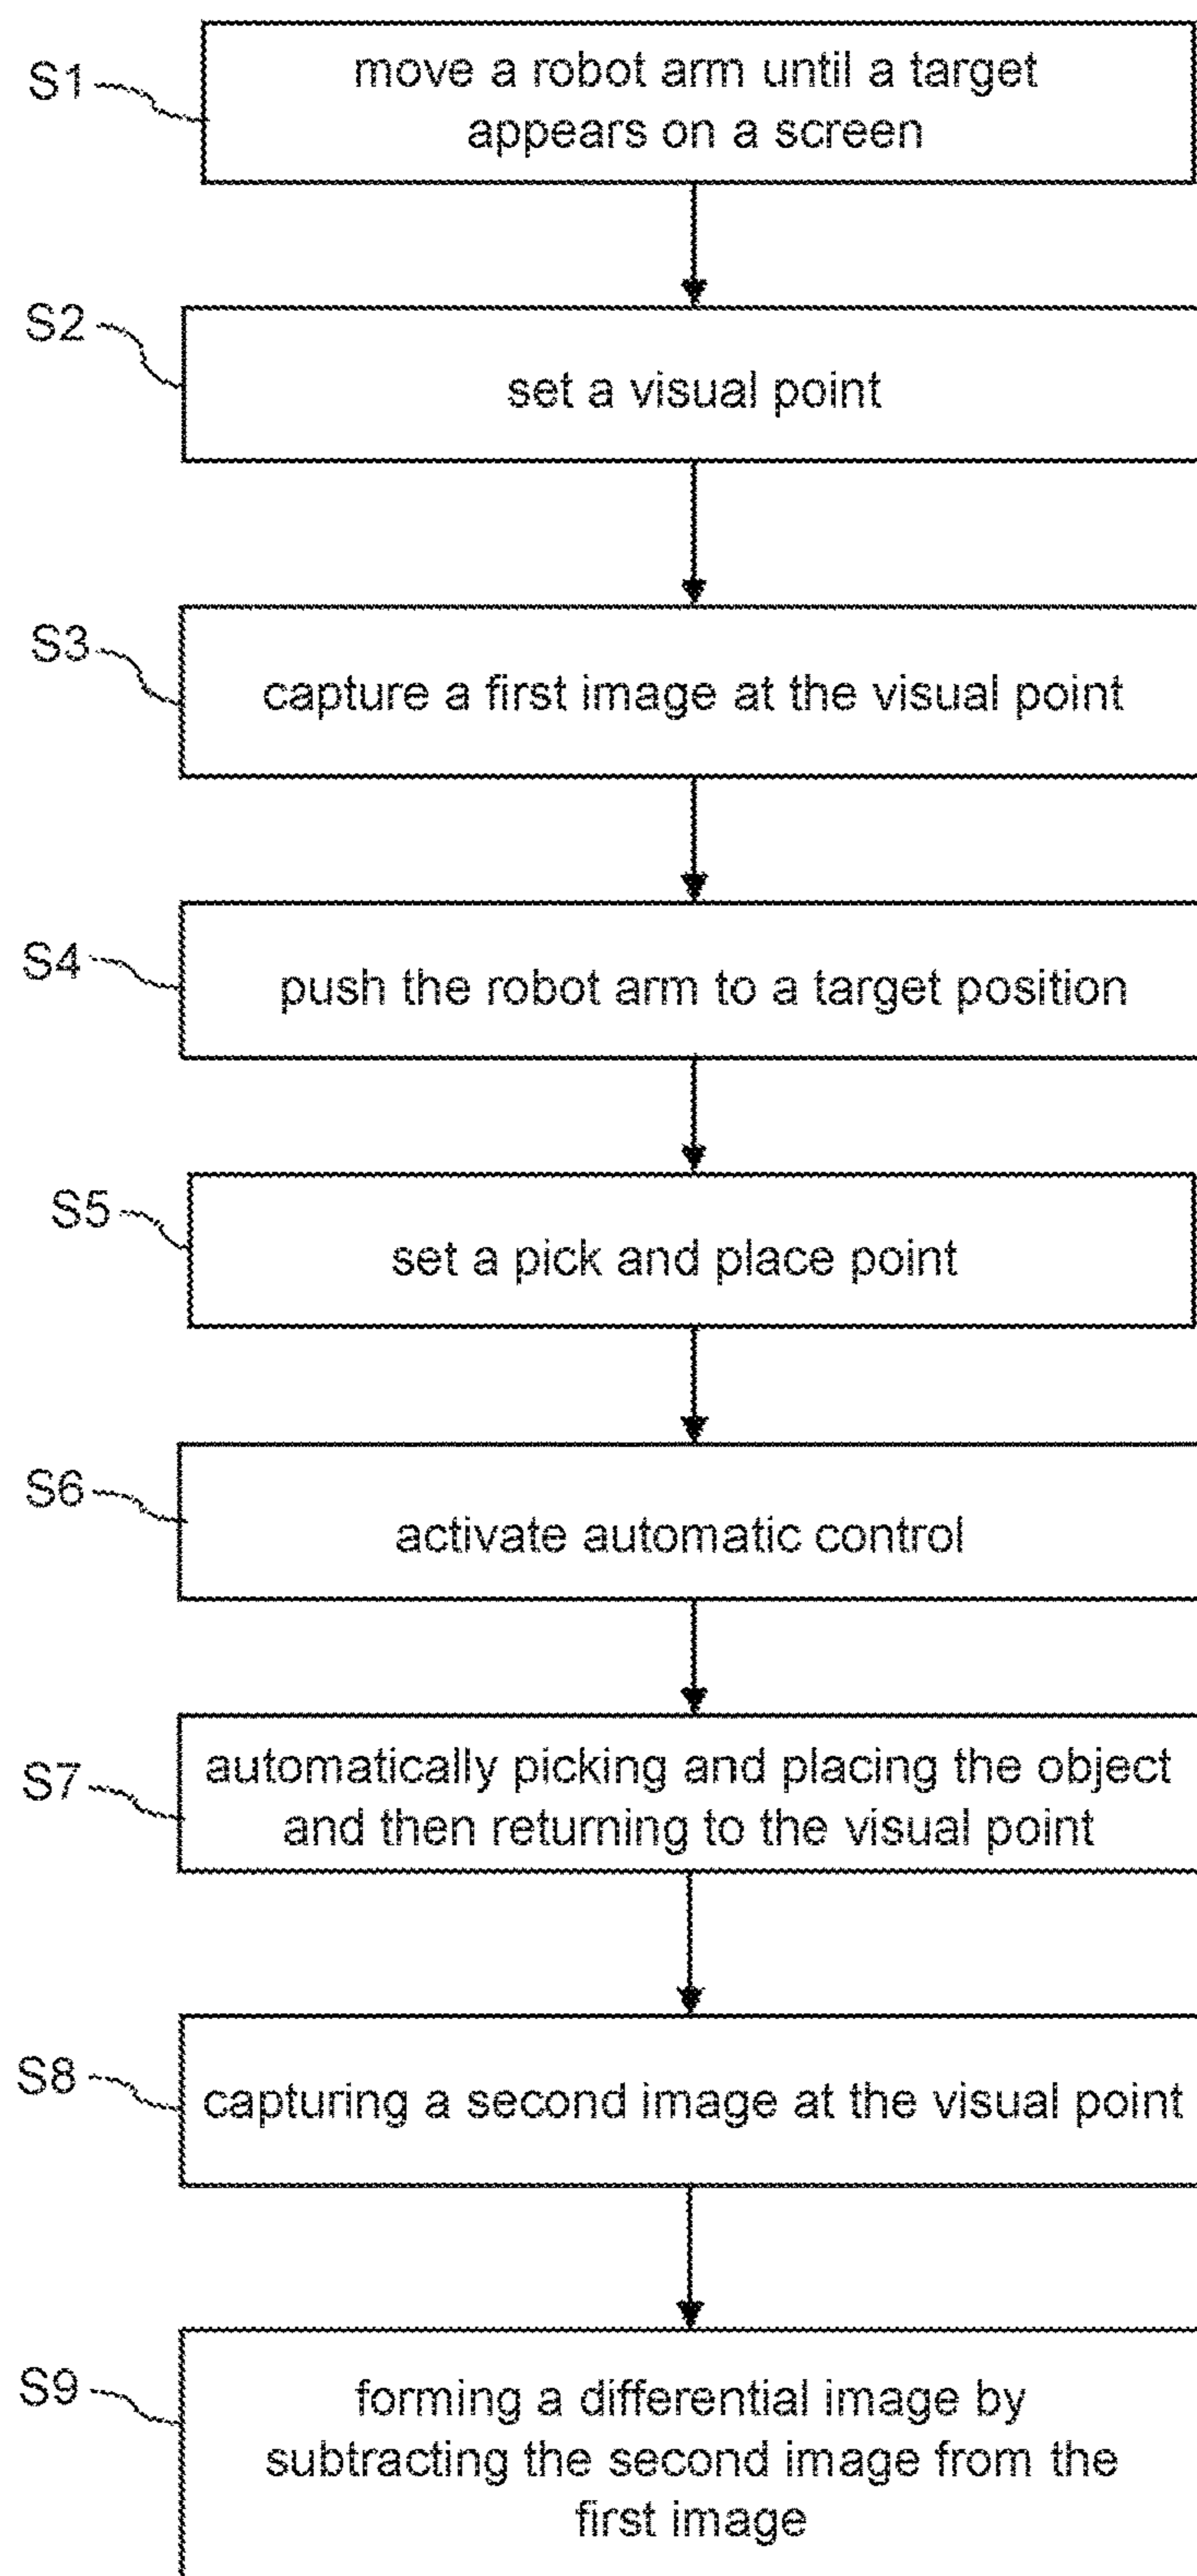 S1
move a robot arm until a target
appears on a screen
S2
set a visual point
S3
capture a first image at the visual point
S4
push the robot arm to a target position
S5
set a pick and place point
S6
activate automatic control
S7
automatically picking and placing the object
and then returning to the visual point
S8
capturing a second image at the visual point
S9
forming a differential image by
subtracting the second image from the
first image